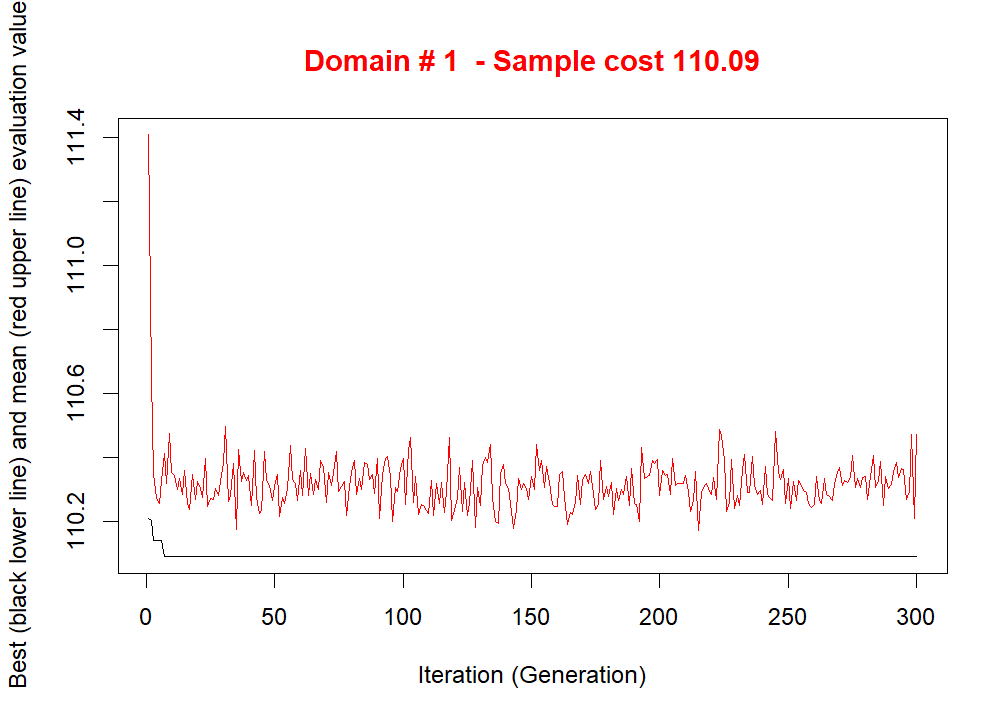 Domain # 1  - Sample cost 110.09
Best (black lower line) and mean (red upper line) evaluation value
111.4
111.0
110.6
110.2
0 50 100 150 200 250 300
Iteration (Generation)